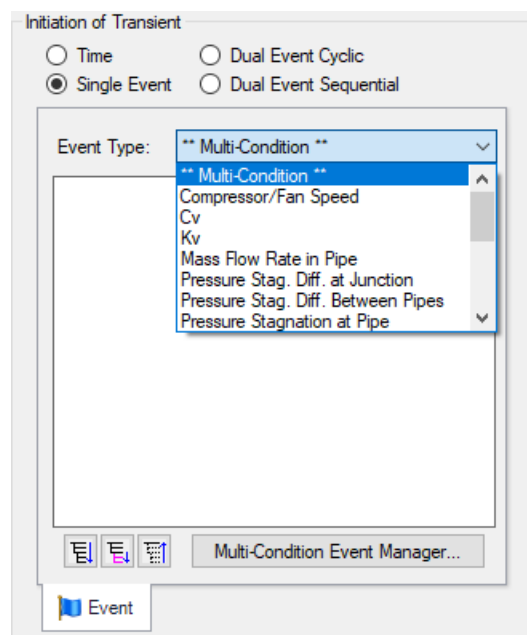 Initiation of Transient
Time Dual Event Cyclic
Single Event Dual Event Sequential
Event Type: ** Multi-Condition **
** Multi-Condition **
Compressor/Fan Speed
Cv
Kv
Mass Flow Rate in Pipe
Pressure Stag. Diff. at Junction
Pressure Stag. Diff. Between Pipes
Pressure Stagnation at Pipe
Multi-Condition Event Manager...
Event